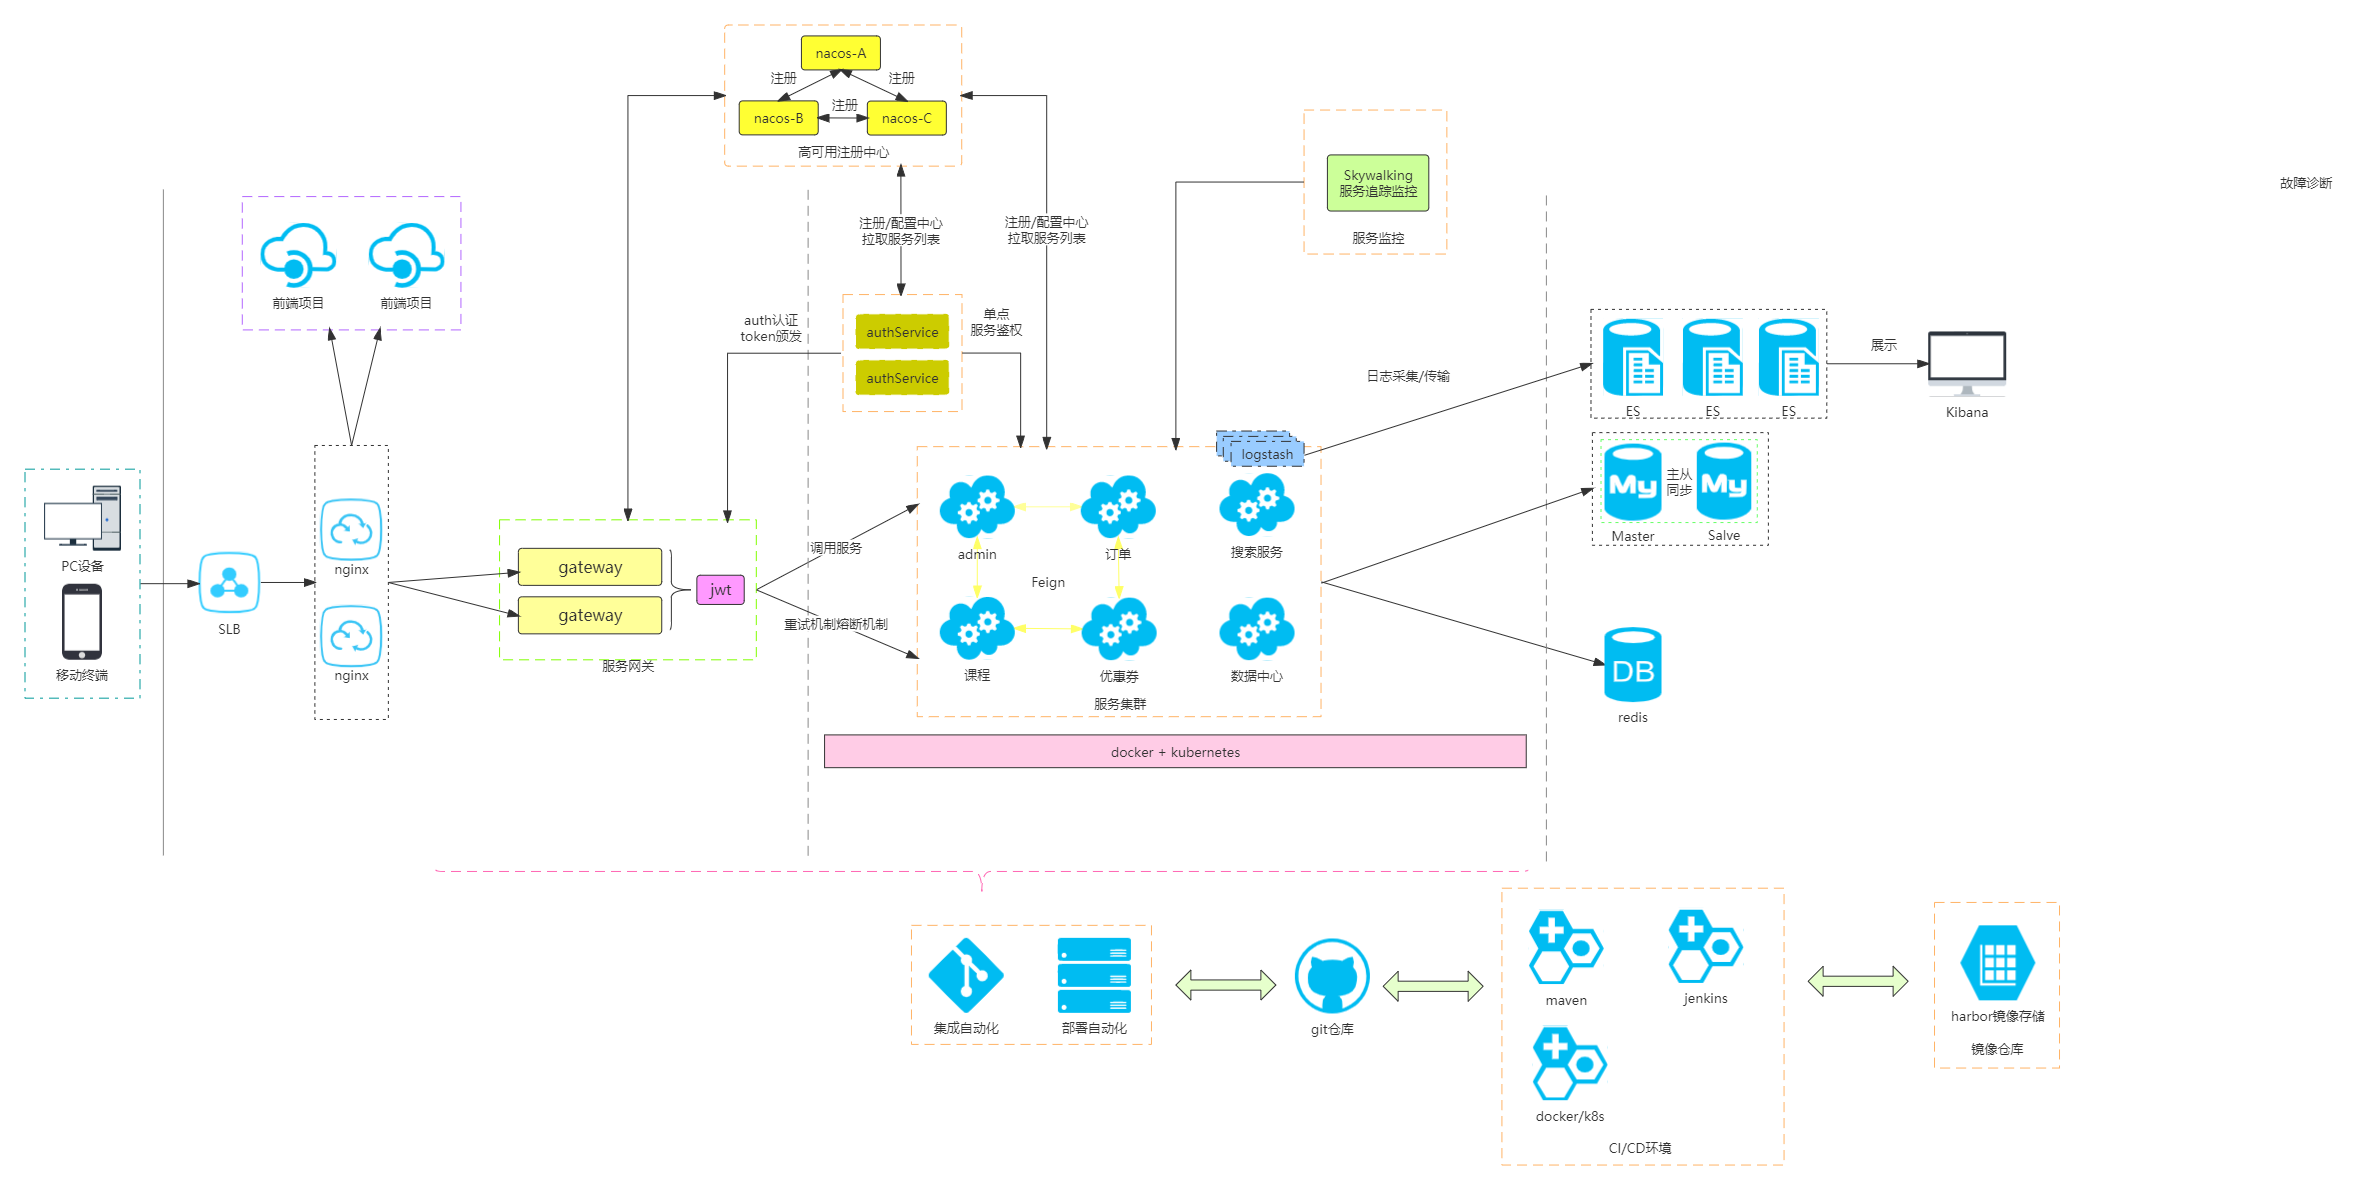 nacos-A
注册
注册
注册
nacos-B
nacos-C
高可用注册中心
Skywalking
服务追踪监控
服务监控
故障诊断
前端项目
前端项目
注册/配置中心
拉取服务列表
注册/配置中心
拉取服务列表
auth认证
token颁发
authService
authService
单点
服务鉴权
日志采集/传输
ES
ES
ES
展示
Kibana
PC设备
移动终端
SLB
nginx
nginx
gateway
gateway
jwt
服务网关
调用服务
重试机制熔断机制
logstash
admin
订单
搜索服务
Feign
课程
优惠券
数据中心
服务集群
My
主从
同步
My
Master
Salve
DB
redis
docker + kubernetes
集成自动化
部署自动化
git仓库
maven
jenkins
docker/k8s
CI/CD环境
harbor镜像存储
镜像仓库